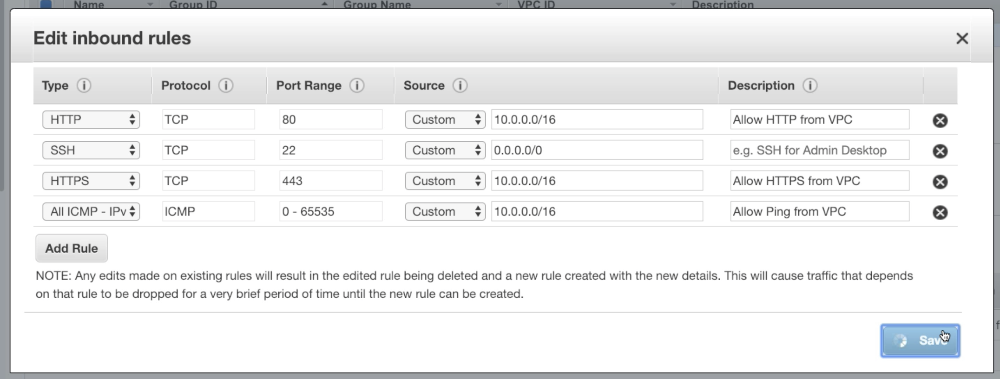 Name Group ID Group Name VPC ID Description
Edit inbound rules
Type Protocol Port Range Source Description
HTTP TCP 80 Custom 10.0.0.0/16 Allow HTTP from VPC
SSH TCP 22 Custom 0.0.0.0/0 e.g. SSH for Admin Desktop
HTTPS TCP 443 Custom 10.0.0.0/16 Allow HTTPS from VPC
All ICMP - IPv ICMP 0 - 65535 Custom 10.0.0.0/16 Allow Ping from VPC
Add Rule
NOTE: Any edits made on existing rules will result in the edited rule being deleted and a new rule created with the new details. This will cause traffic that depends
on that rule to be dropped for a very brief period of time until the new rule can be created.
f
Save